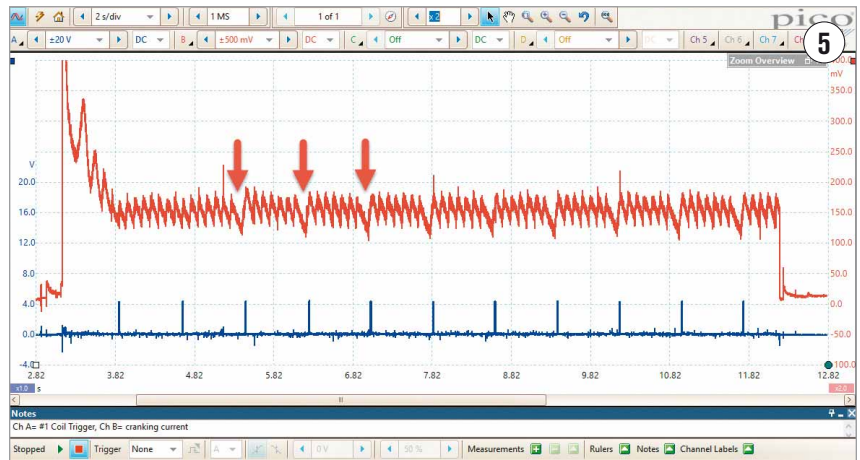 2 s/div 1 MS 1 of 1 x2 pico
A ±20 V DC B ±500 mV DC C Off DC D Off DC Ch 5 Ch 6 Ch 7 Ch 5
Zoom Overview
mV
350.0
300.0
250.0
V
20.0 200.0
16.0 150.0
12.0 100.0
8.0 50.0
4.0 0.0
0.0 -50.0
-4.0 -100.0
2.82 3.82 4.82 5.82 6.82 7.82 8.82 9.82 10.82 11.82 12.82
x1.0 s x2.0
Notes
Ch A= #1 Coil Trigger, Ch B= cranking current
Stopped Trigger None A 0 V 50 % Measurements Rulers Notes Channel Labels